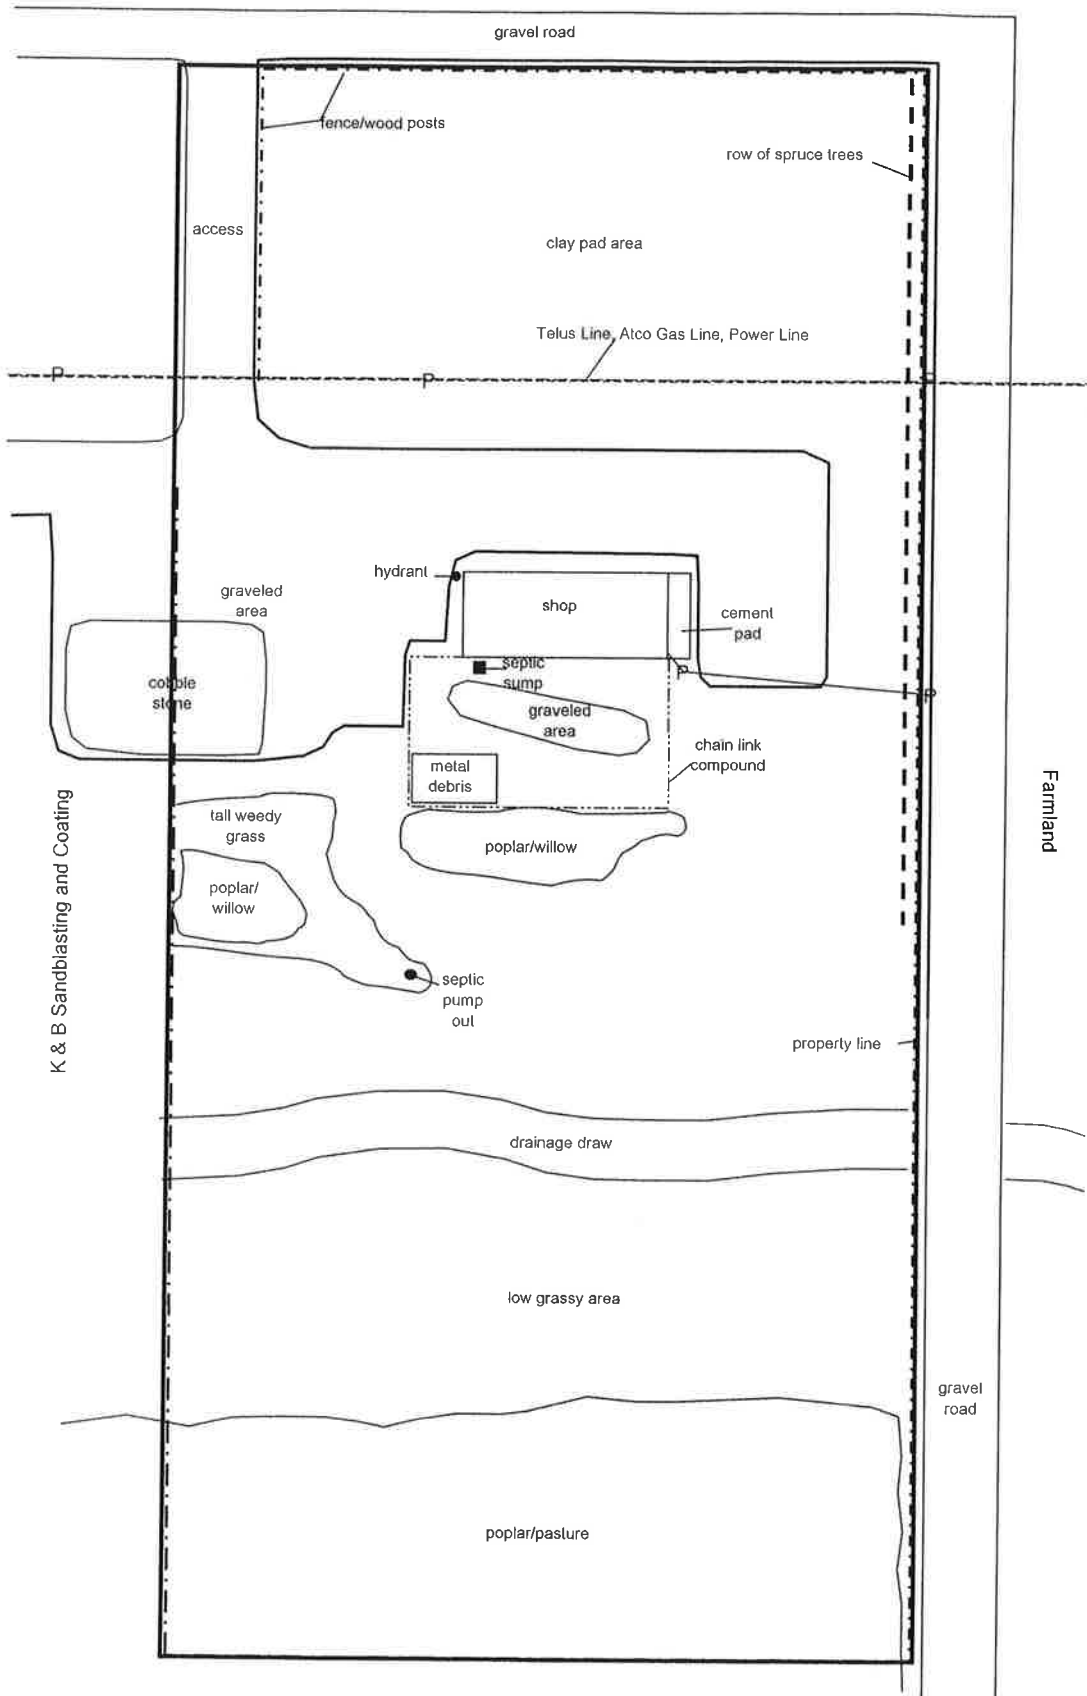 gravel road
fence/wood posts
row of spruce trees
access
clay pad area
Telus Line, Atco Gas Line, Power Line
P
P
P
hydrant
shop
graveled
area
cement
pad
septic
sump
P
P
cobble
stone
graveled
area
chain link
compound
metal
debris
Farmland
tall weedy
grass
poplar/willow
K & B Sandblasting and Coating
poplar/
willow
septic
pump
out
property line
drainage draw
low grassy area
gravel
road
poplar/pasture